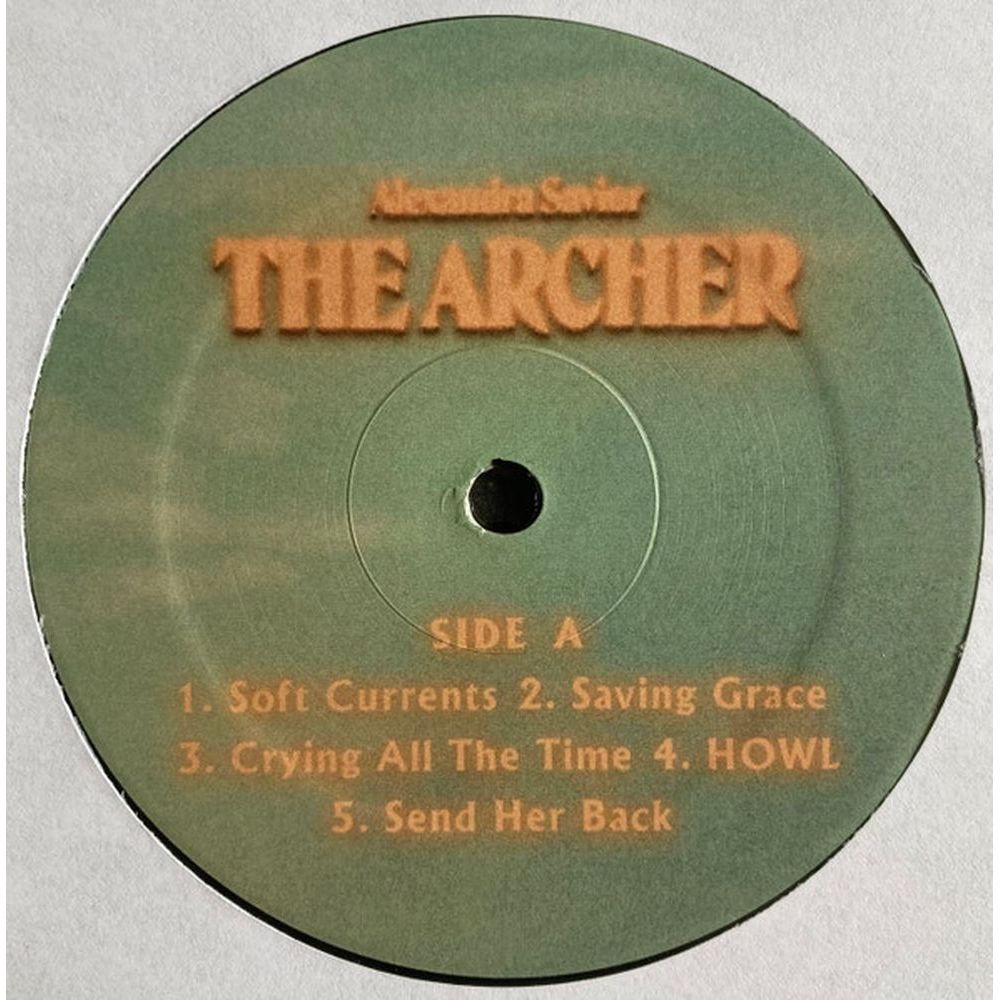 Alexandra Savior
THE ARCHER
SIDE A
1. Soft Currents 2. Saving Grace
3. Crying All The Time 4. HOWL
5. Send Her Back